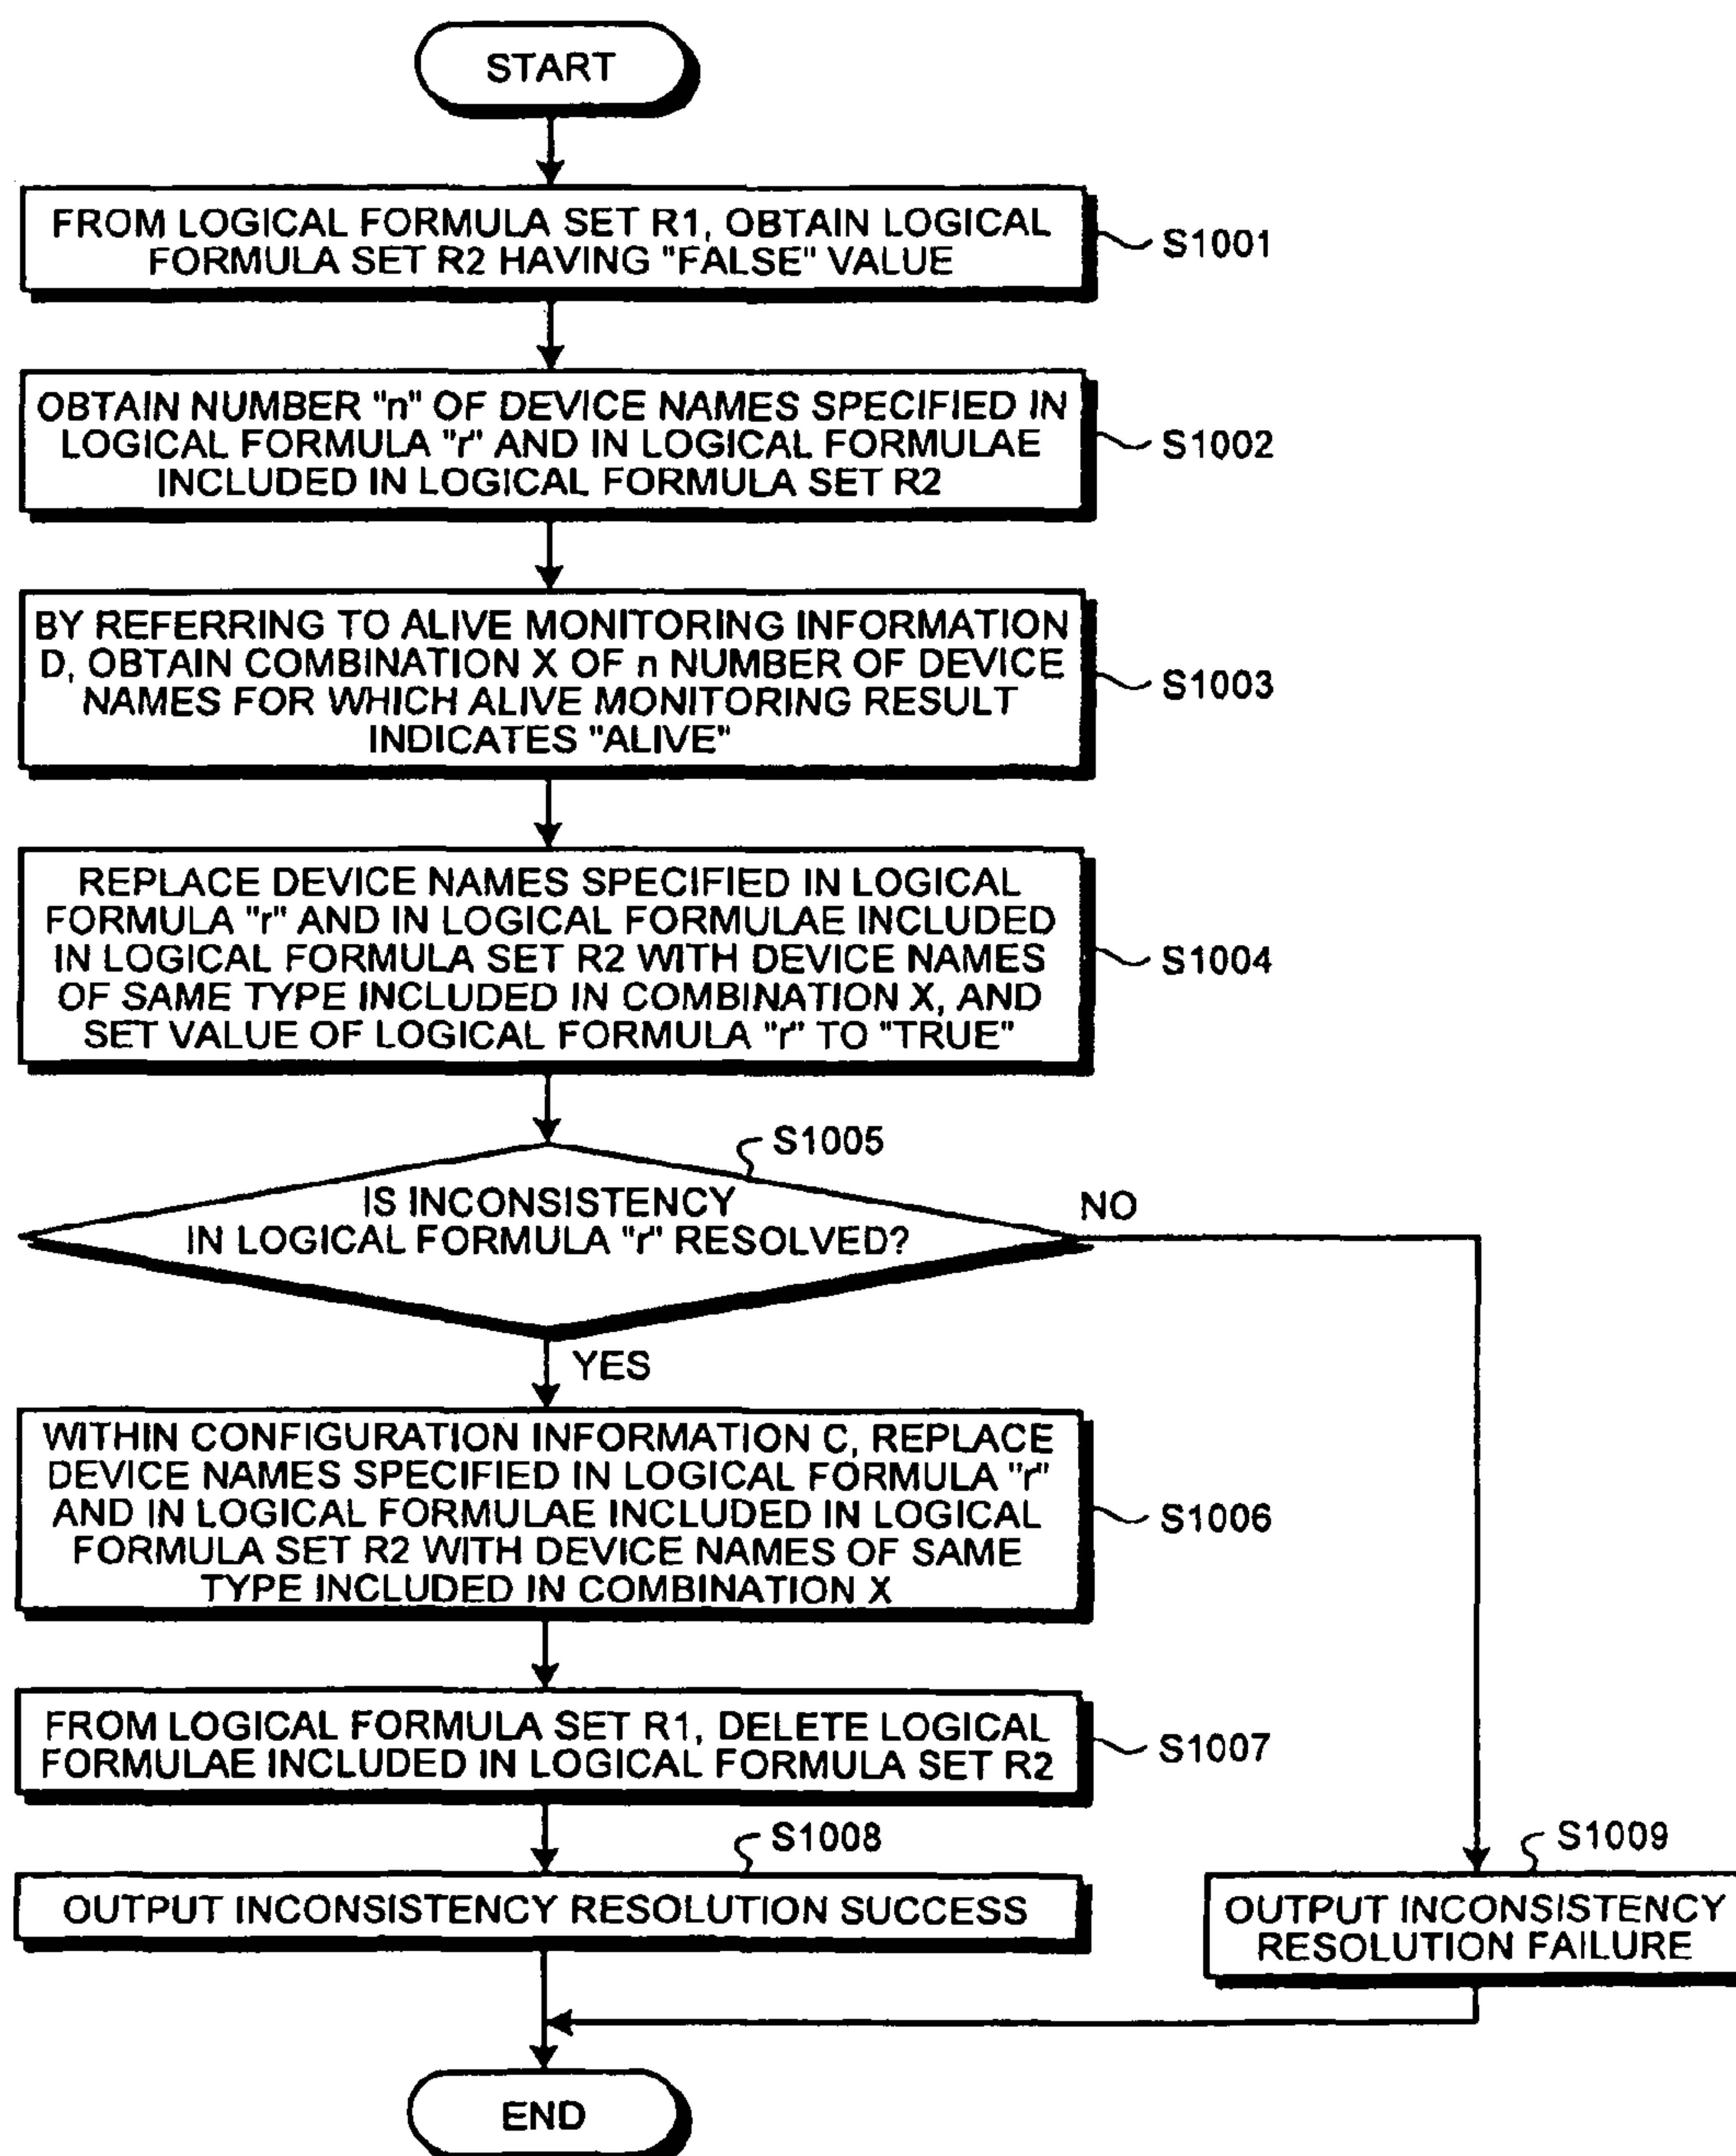 START
FROM LOGICAL FORMULA SET R1, OBTAIN LOGICAL
FORMULA SET R2 HAVING "FALSE" VALUE
S1001
OBTAIN NUMBER "n" OF DEVICE NAMES SPECIFIED IN
LOGICAL FORMULA "r" AND IN LOGICAL FORMULAE
INCLUDED IN LOGICAL FORMULA SET R2
S1002
BY REFERRING TO ALIVE MONITORING INFORMATION
D, OBTAIN COMBINATION X OF n NUMBER OF DEVICE
NAMES FOR WHICH ALIVE MONITORING RESULT
INDICATES "ALIVE"
S1003
REPLACE DEVICE NAMES SPECIFIED IN LOGICAL
FORMULA "r" AND IN LOGICAL FORMULAE INCLUDED
IN LOGICAL FORMULA SET R2 WITH DEVICE NAMES
OF SAME TYPE INCLUDED IN COMBINATION X, AND
SET VALUE OF LOGICAL FORMULA "r" TO "TRUE"
S1004
S1005
IS INCONSISTENCY
IN LOGICAL FORMULA "r" RESOLVED?
NO
YES
WITHIN CONFIGURATION INFORMATION C, REPLACE
DEVICE NAMES SPECIFIED IN LOGICAL FORMULA "r"
AND IN LOGICAL FORMULAE INCLUDED IN LOGICAL
FORMULA SET R2 WITH DEVICE NAMES OF SAME
TYPE INCLUDED IN COMBINATION X
S1006
FROM LOGICAL FORMULA SET R1, DELETE LOGICAL
FORMULAE INCLUDED IN LOGICAL FORMULA SET R2
S1007
S1008
OUTPUT INCONSISTENCY RESOLUTION SUCCESS
S1009
OUTPUT INCONSISTENCY
RESOLUTION FAILURE
END